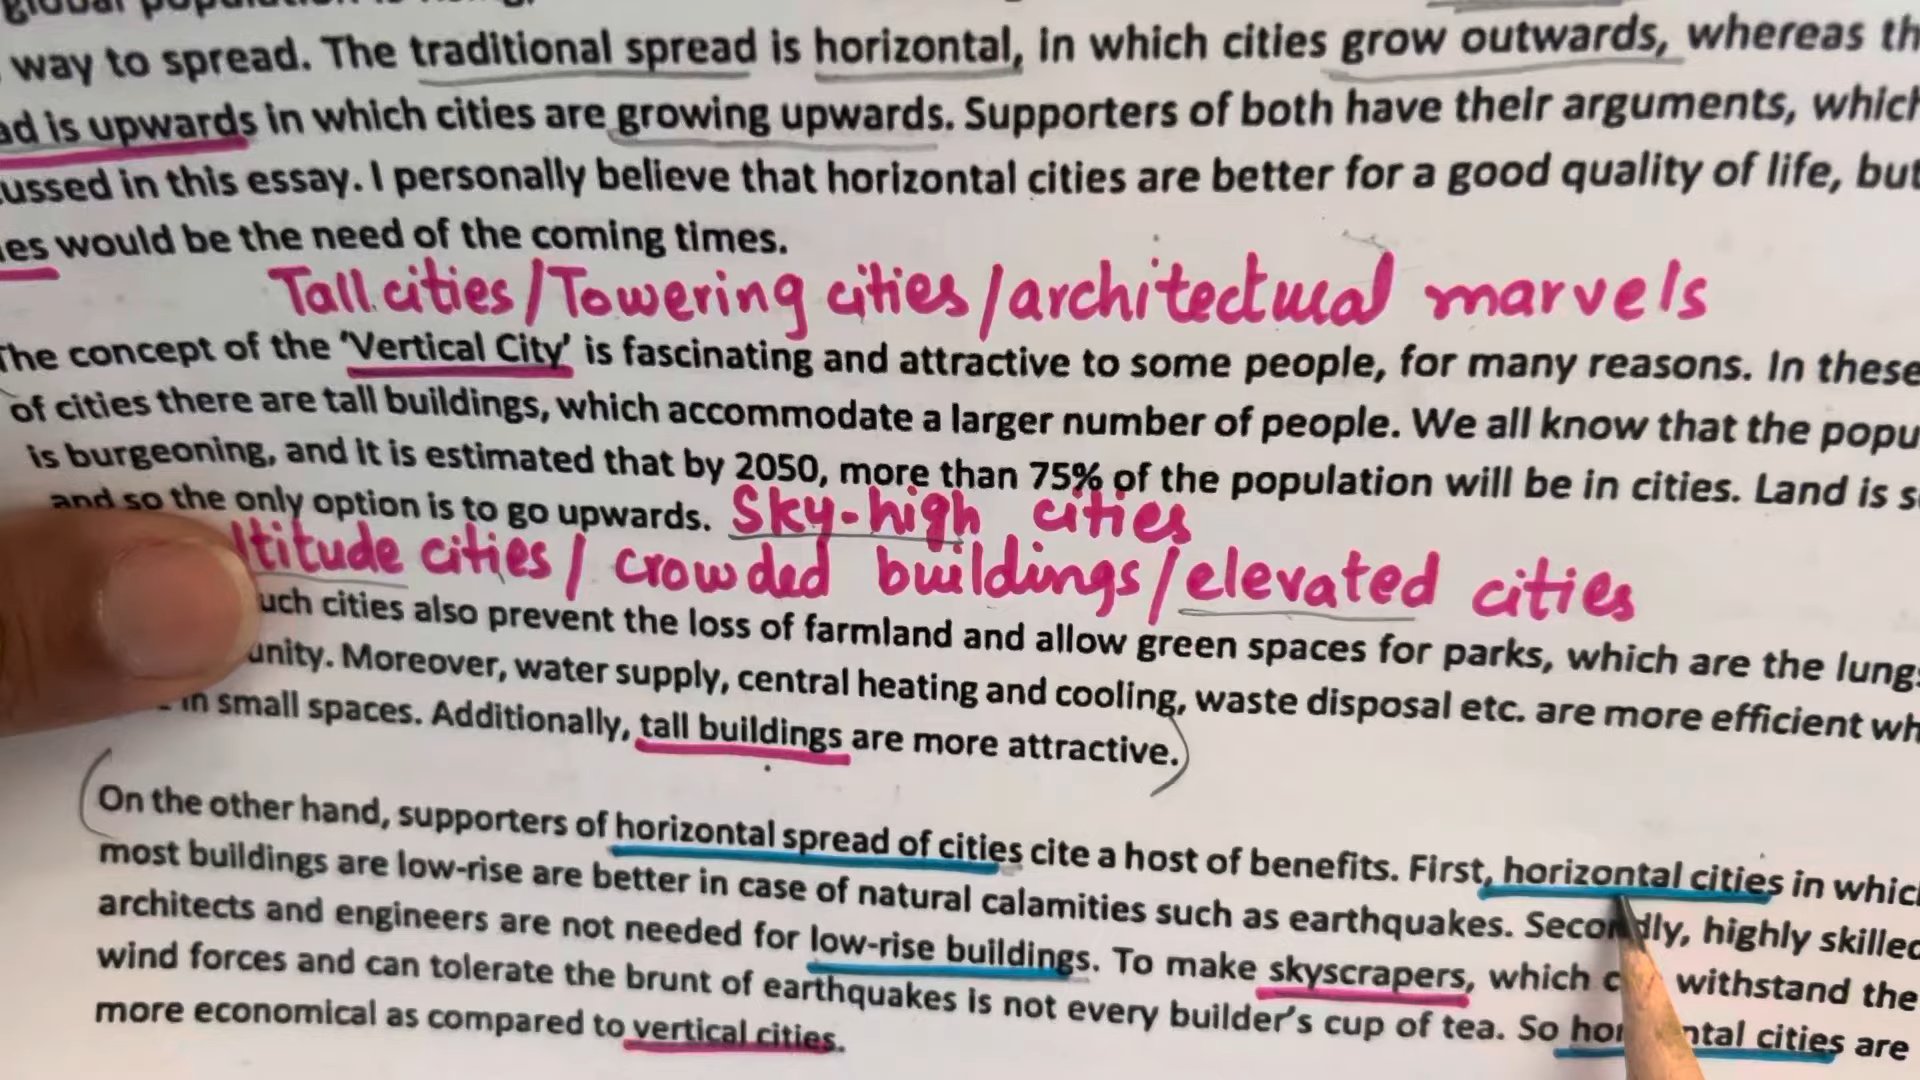 global population is rising,
way to spread. The traditional spread is horizontal, in which cities grow outwards, whereas th
ad is upwards in which cities are growing upwards. Supporters of both have their arguments, which
ussed in this essay. I personally believe that horizontal cities are better for a good quality of life, but
ies would be the need of the coming times.
Tall cities/Towering cities/architectural marvels
The concept of the 'Vertical City' is fascinating and attractive to some people, for many reasons. In these
of cities there are tall buildings, which accommodate a larger number of people. We all know that the popu
is burgeoning, and it is estimated that by 2050, more than 75% of the population will be in cities. Land is s
and so the only option is to go upwards. Sky-high cities
ltitude cities/ crowded buildings/elevated cities
uch cities also prevent the loss of farmland and allow green spaces for parks, which are the lungs
unity. Moreover, water supply, central heating and cooling, waste disposal etc. are more efficient wh
in small spaces. Additionally, tall buildings are more attractive.
On the other hand, supporters of horizontal spread of cities cite a host of benefits. First, horizontal cities in whic
most buildings are low-rise are better in case of natural calamities such as earthquakes. Secondly, highly skilled
architects and engineers are not needed for low-rise buildings. To make skyscrapers, which c withstand the
wind forces and can tolerate the brunt of earthquakes is not every builder's cup of tea. So horizontal cities are
more economical as compared to vertical cities.